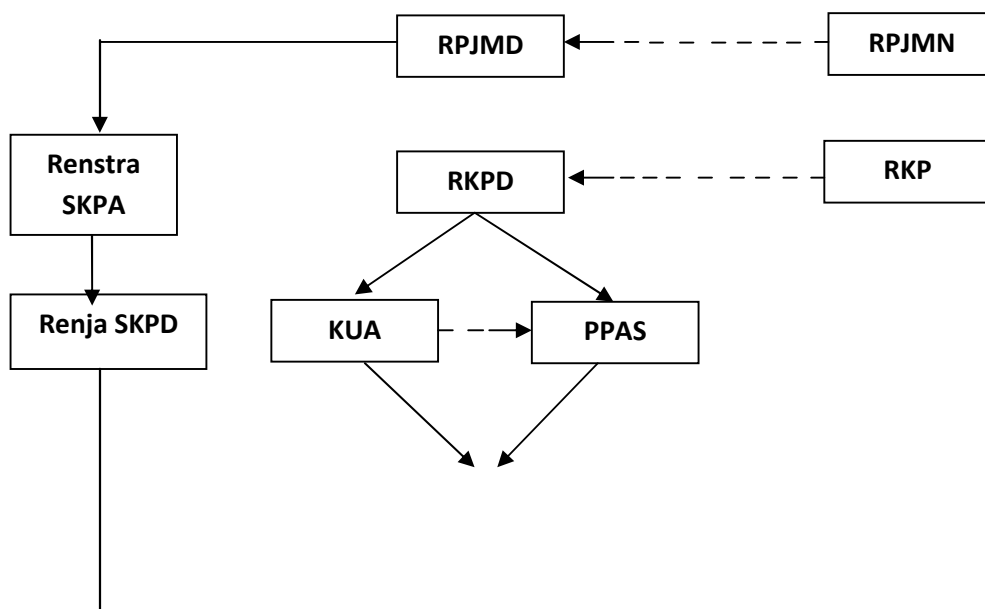 RPJMD
RPJMN
Renstra
SKPA
RKPD
RKP
Renja SKPD
KUA
PPAS